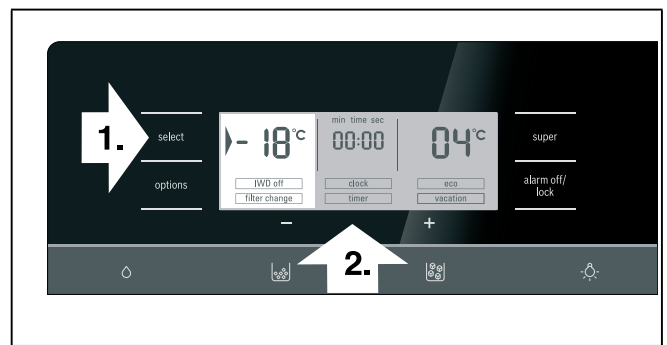 1.
select
options
- 18°C
min time sec
00:00
04°C
IWD off
clock
eco
filter change
timer
vacation
super
alarm off/
lock
−
+
2.